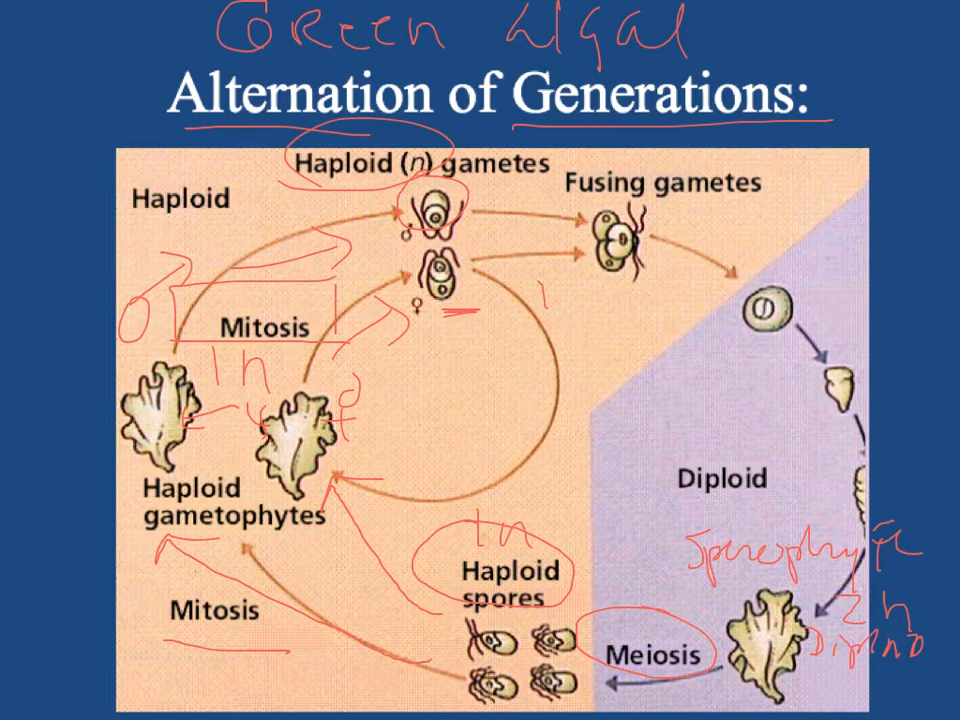 Green Algal
Alternation of Generations:
Haploid (n) gametes
Fusing gametes
Haploid
♂
♀
Mitosis
1n
Diploid
Haploid
gametophytes
1n
Haploid
spores
Sporophyte
2n
Diploid
Mitosis
Meiosis